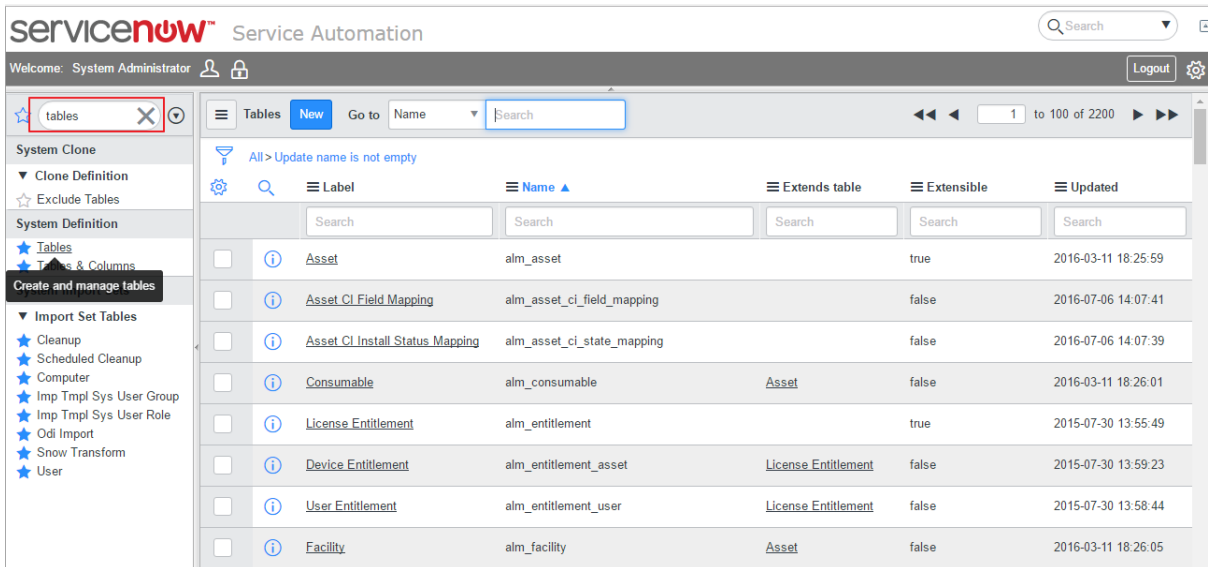 servicenow™ Service Automation
Search
Welcome: System Administrator
Logout
tables
System Clone
Clone Definition
Exclude Tables
System Definition
Tables
Tables & Columns
Create and manage tables
Import Set Tables
Cleanup
Scheduled Cleanup
Computer
Imp Tmpl Sys User Group
Imp Tmpl Sys User Role
Odi Import
Snow Transform
User
Tables New Go to Name Search 1 to 100 of 2200
All > Update name is not empty
Label Name Extends table Extensible Updated
Search Search Search Search Search
Asset alm_asset true 2016-03-11 18:25:59
Asset CI Field Mapping alm_asset_ci_field_mapping false 2016-07-06 14:07:41
Asset CI Install Status Mapping alm_asset_ci_state_mapping false 2016-07-06 14:07:39
Consumable alm_consumable Asset false 2016-03-11 18:26:01
License Entitlement alm_entitlement true 2015-07-30 13:55:49
Device Entitlement alm_entitlement_asset License Entitlement false 2015-07-30 13:59:23
User Entitlement alm_entitlement_user License Entitlement false 2015-07-30 13:58:44
Facility alm_facility Asset false 2016-03-11 18:26:05